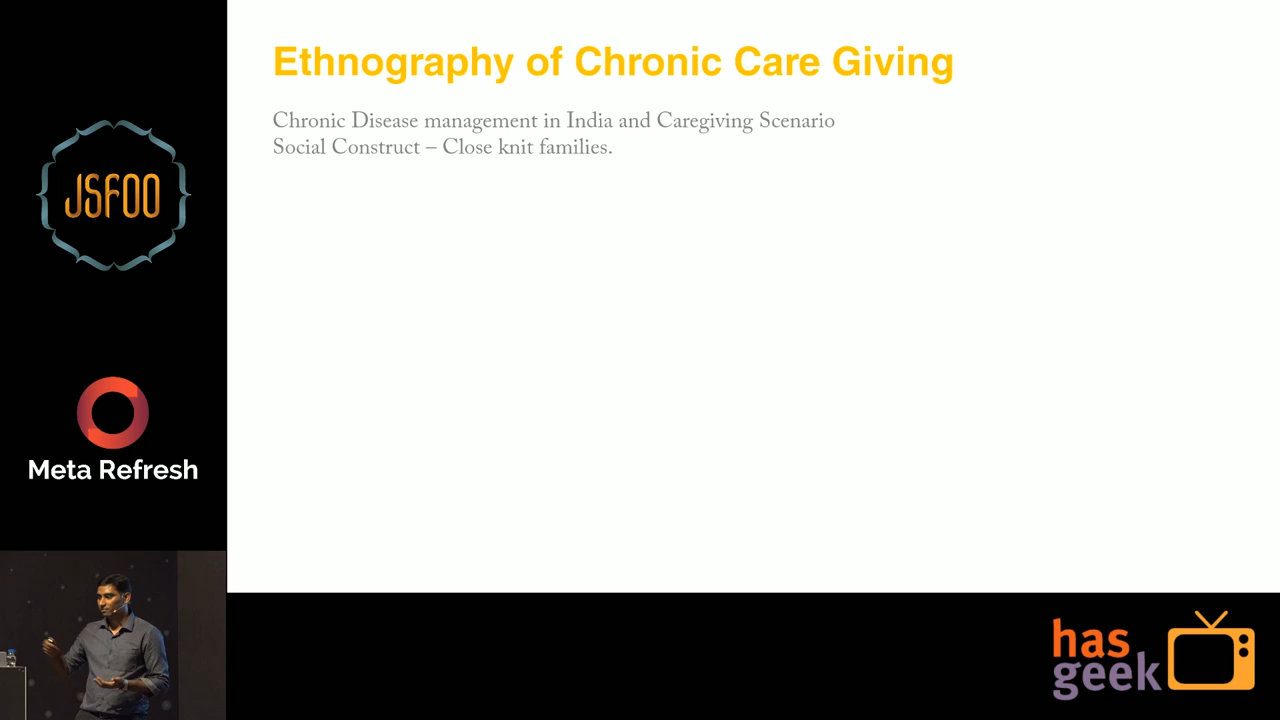 Ethnography of Chronic Care Giving
Chronic Disease management in India and Caregiving Scenario
Social Construct – Close knit families.
JSFOO
Meta Refresh
has
geek